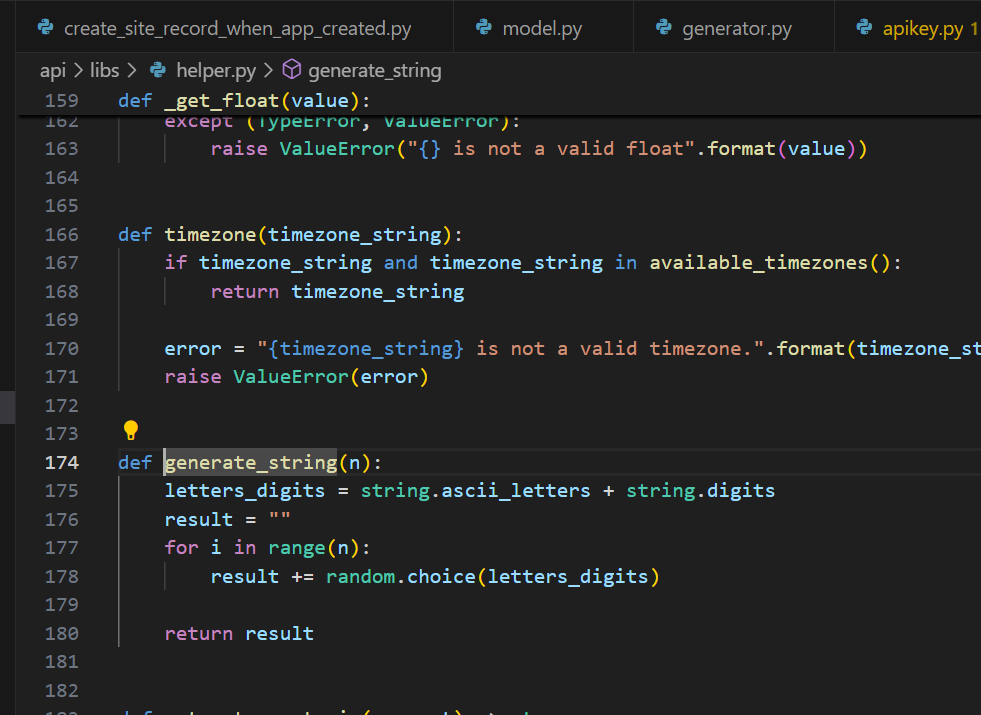 create_site_record_when_app_created.py model.py generator.py apikey.py 1
api > libs > helper.py > generate_string
159 def _get_float(value):
162 except (TypeError, ValueError):
163 raise ValueError("{} is not a valid float".format(value))
164
165
166 def timezone(timezone_string):
167 if timezone_string and timezone_string in available_timezones():
168 return timezone_string
169
170 error = "{timezone_string} is not a valid timezone.".format(timezone_st
171 raise ValueError(error)
172
173
174 def generate_string(n):
175 letters_digits = string.ascii_letters + string.digits
176 result = ""
177 for i in range(n):
178 result += random.choice(letters_digits)
179
180 return result
181
182